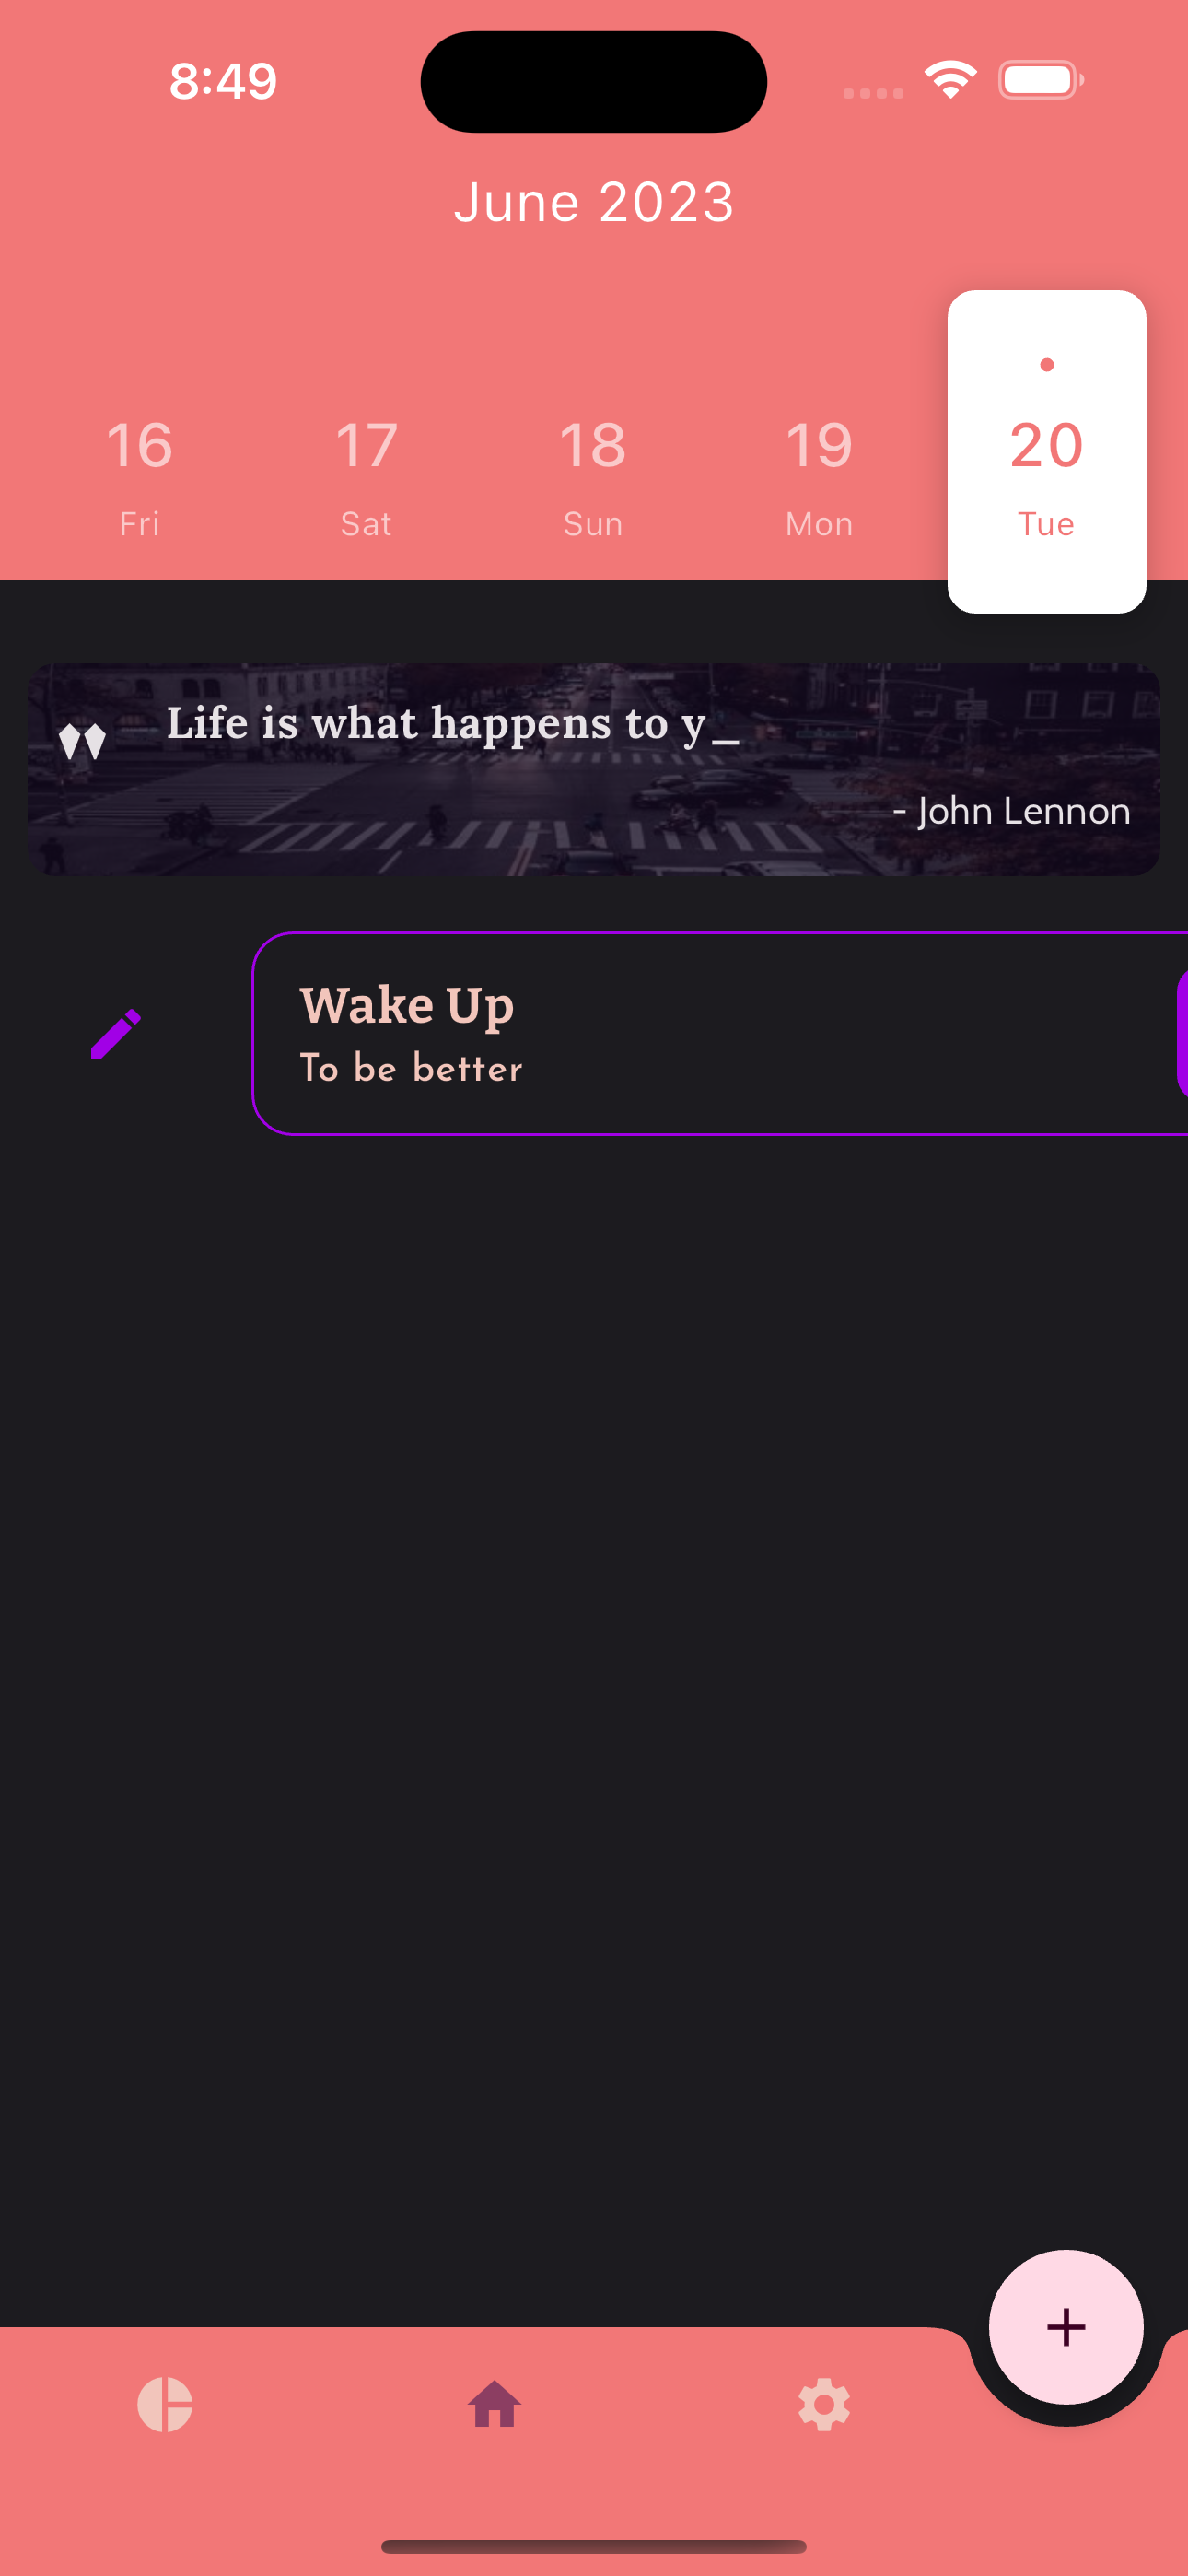 8:49
June 2023
16 17 18 19 20
Fri Sat Sun Mon Tue
Life is what happens to y_
- John Lennon
Wake Up
To be better